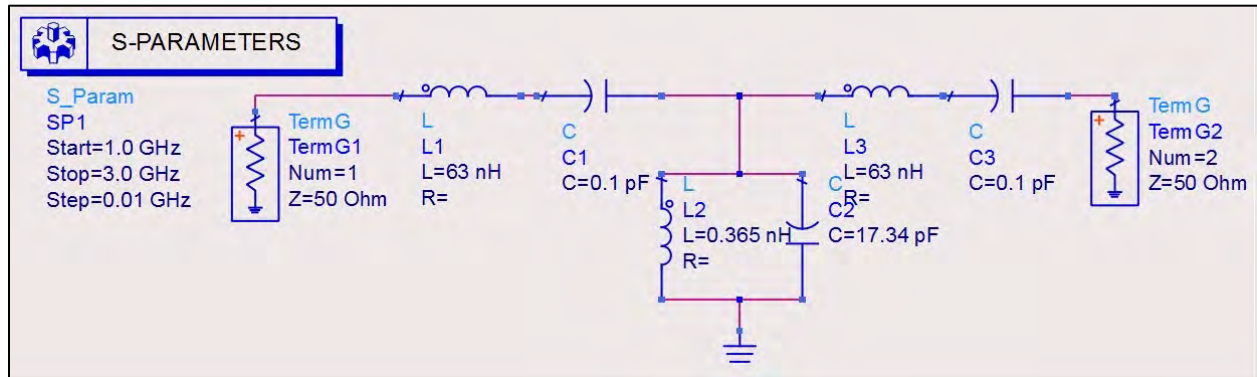 S-PARAMETERS
S_Param
SP1
Start=1.0 GHz
Stop=3.0 GHz
Step=0.01 GHz
+
Term G
Term G1
Num=1
Z=50 Ohm
L
L1
L=63 nH
R=
C
C1
C=0.1 pF
L
L2
L=0.365 nH
R=
C
C2
C=17.34 pF
L
L3
L=63 nH
R=
C
C3
C=0.1 pF
+
Term G
Term G2
Num=2
Z=50 Ohm